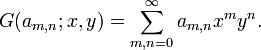 G(a_{m,n}; x, y) = \sum_{m,n=0}^{\infty} a_{m,n} x^m y^n.